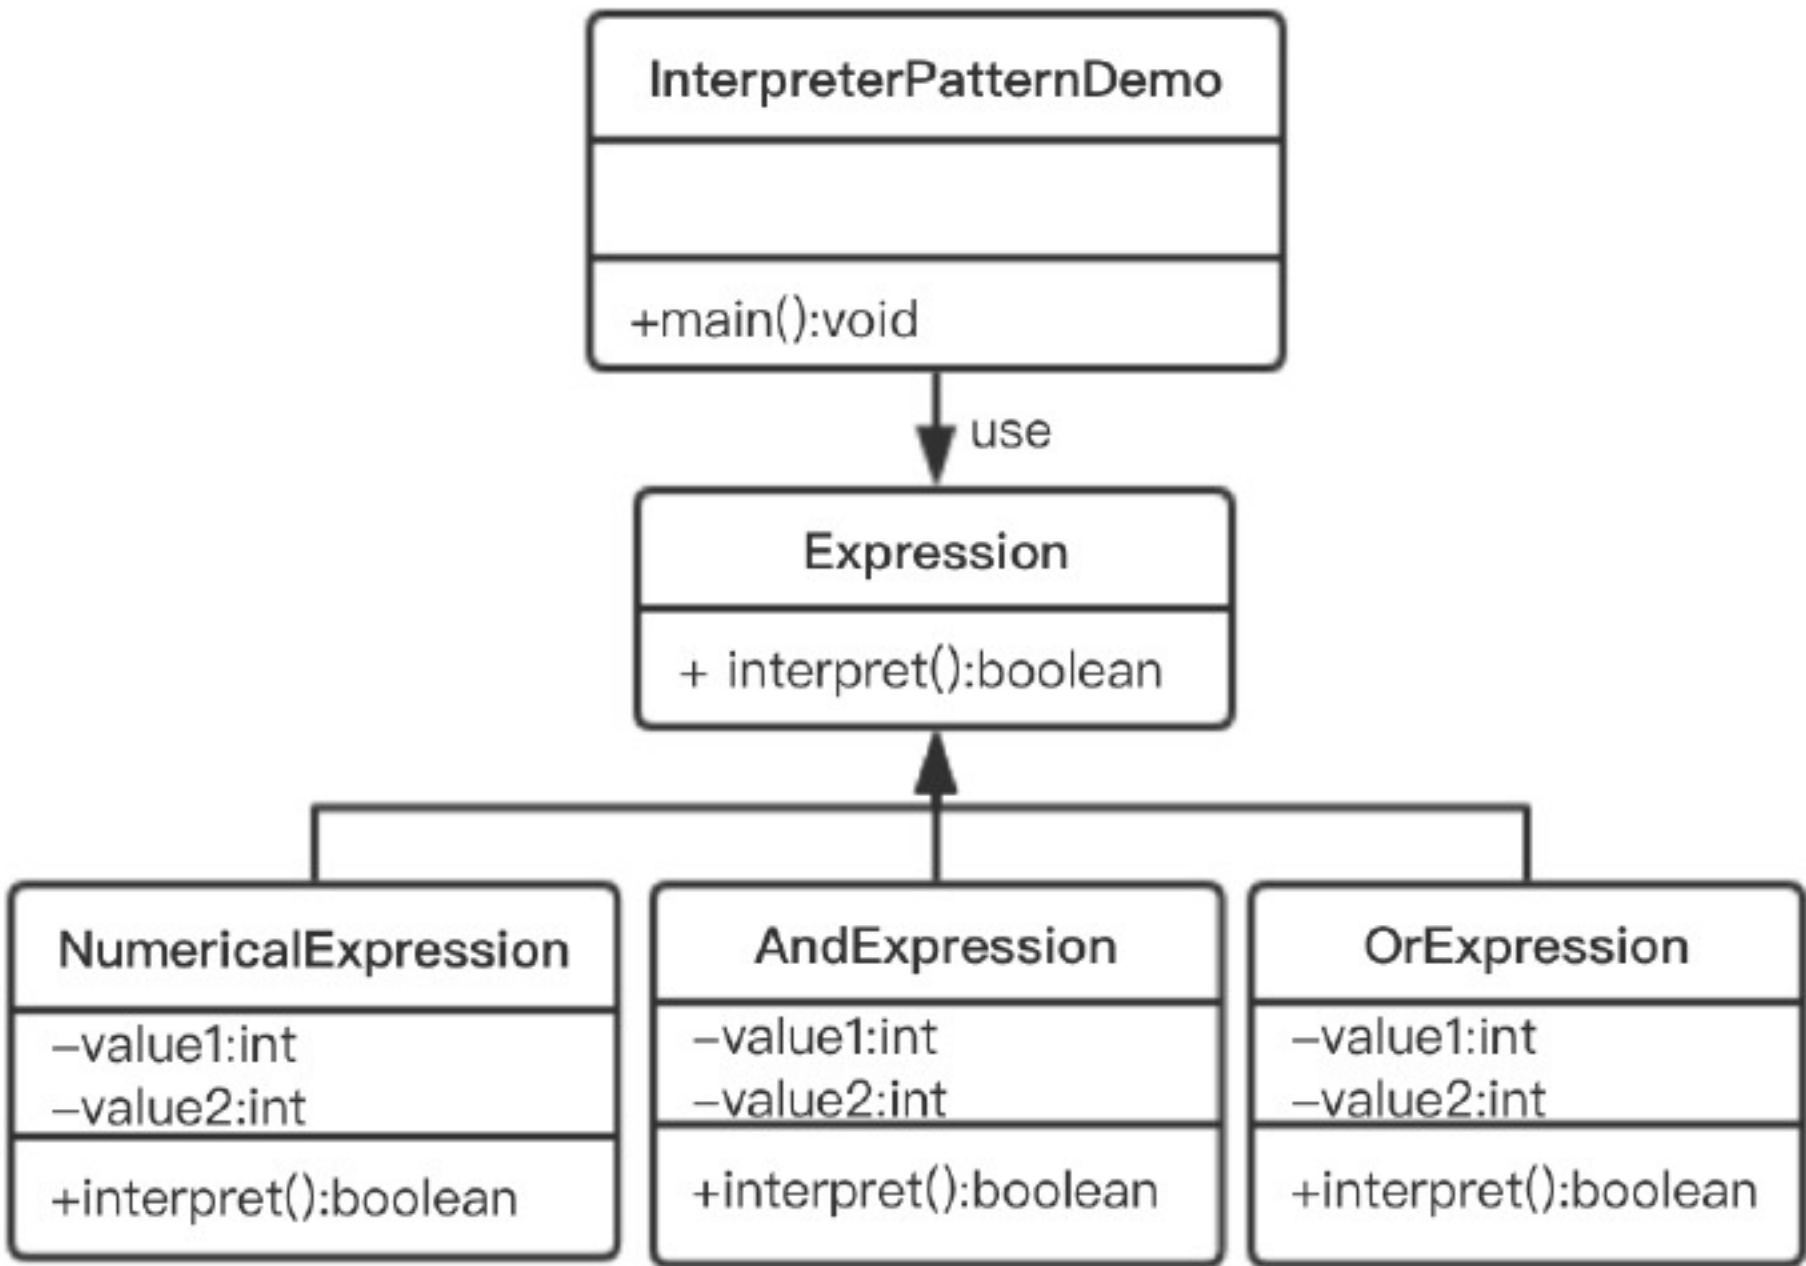 InterpreterPatternDemo
+main():void
use
Expression
+ interpret():boolean
NumericalExpression
–value1:int
–value2:int
+interpret():boolean
AndExpression
–value1:int
–value2:int
+interpret():boolean
OrExpression
–value1:int
–value2:int
+interpret():boolean